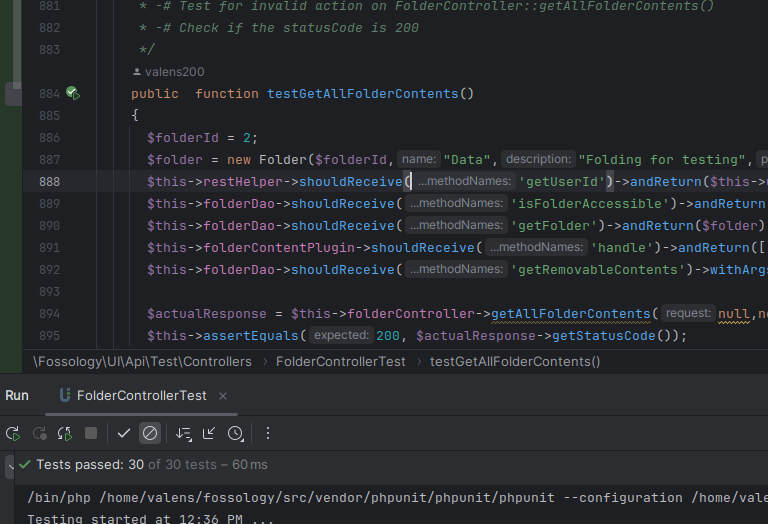 881 * -# Test for invalid action on FolderController::getAllFolderContents()
882 * -# Check if the statusCode is 200
883 */
valens200
884 public function testGetAllFolderContents()
885 {
886 $folderId = 2;
887 $folder = new Folder($folderId, name: "Data", description: "Folding for testing", p
888 $this->restHelper->shouldReceive( ...methodNames: 'getUserId')->andReturn($this->
889 $this->folderDao->shouldReceive( ...methodNames: 'isFolderAccessible')->andReturn
890 $this->folderDao->shouldReceive( ...methodNames: 'getFolder')->andReturn($folder)
891 $this->folderContentPlugin->shouldReceive( ...methodNames: 'handle')->andReturn([
892 $this->folderDao->shouldReceive( ...methodNames: 'getRemovableContents')->withArgs
893
894 $actualResponse = $this->folderController->getAllFolderContents( request: null,
895 $this->assertEquals( expected: 200, $actualResponse->getStatusCode());
\Fossology\UI\Api\Test\Controllers > FolderControllerTest > testGetAllFolderContents()
Run FolderControllerTest ×
Tests passed: 30 of 30 tests – 60 ms
/bin/php /home/valens/fossology/src/vendor/phpunit/phpunit/phpunit --configuration /home/vale
Testing started at 12:36 PM ...